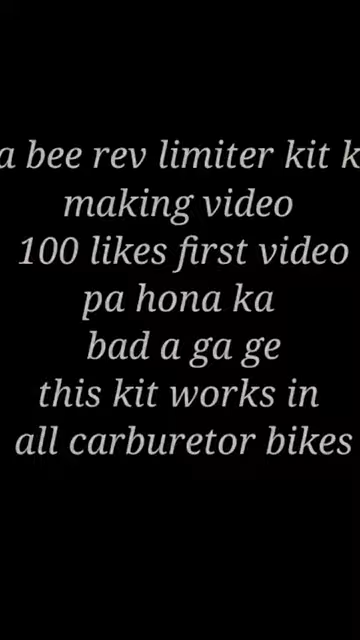 a bee rev limiter kit k
making video
100 likes first video
pa hona ka
bad a ga ge
this kit works in
all carburetor bikes